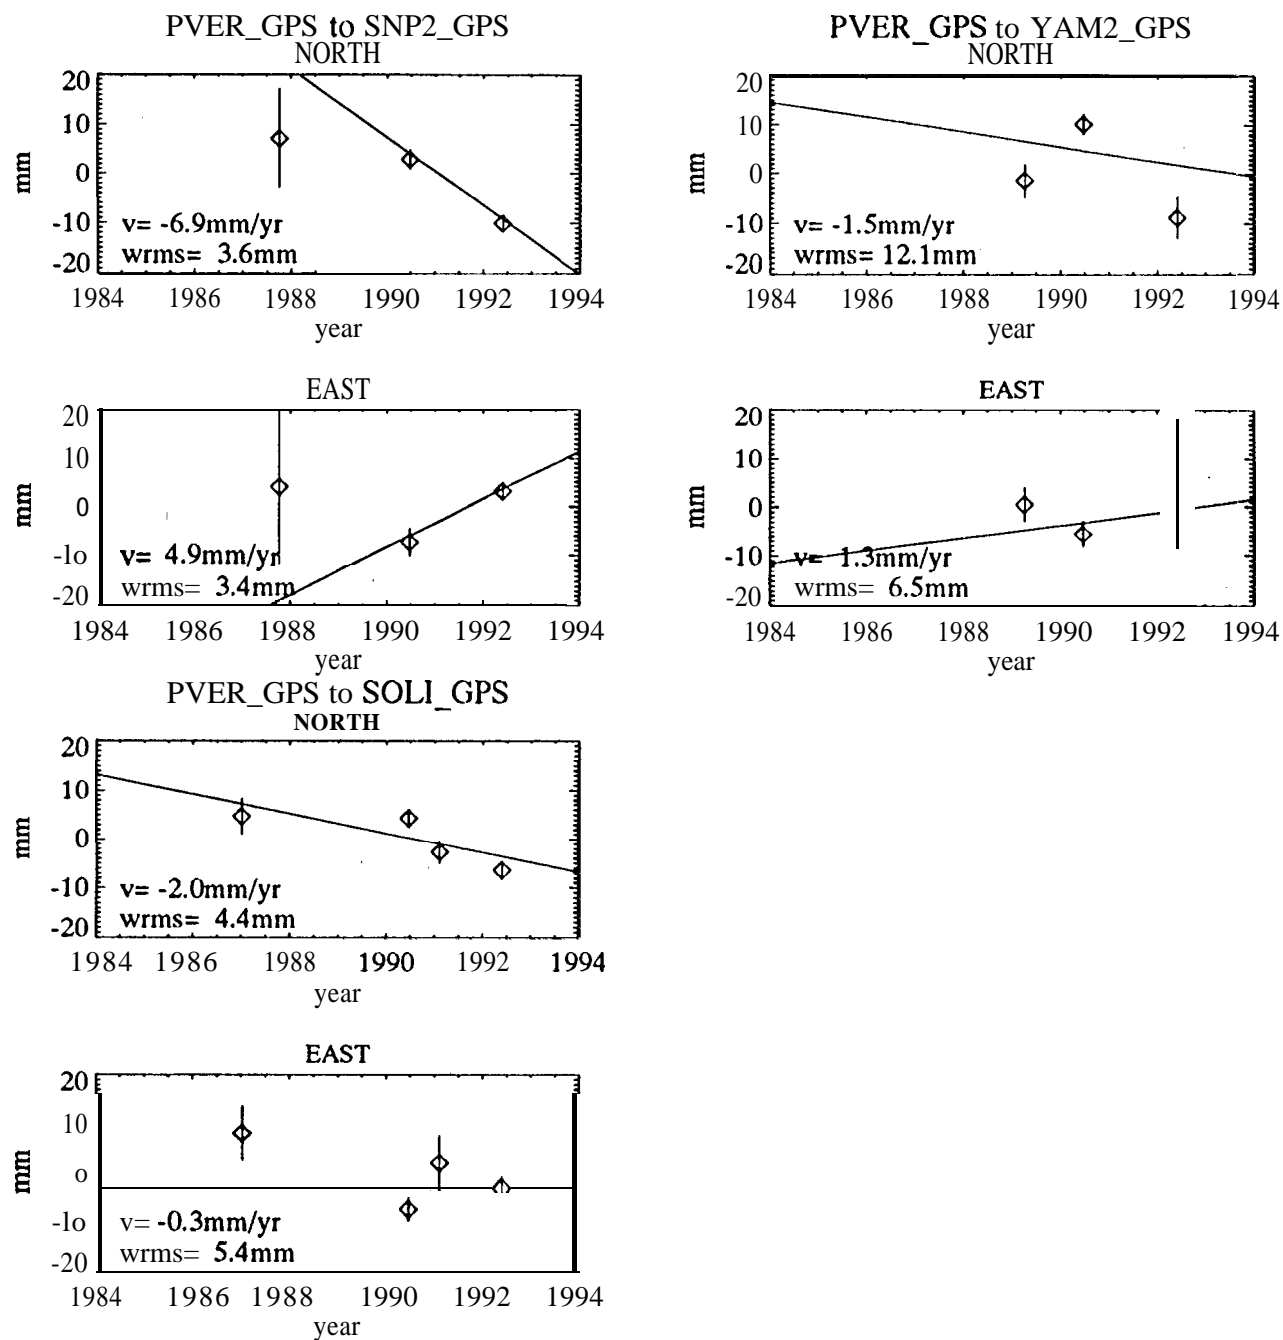 PVER_GPS to SNP2_GPS
NORTH
20
10
0
-10
-20
mm
v= -6.9mm/yr
wrms= 3.6mm
1984 1986 1988 1990 1992 1994
year
EAST
20
10
0
-1o
-20
mm
v= 4.9mm/yr
wrms= 3.4mm
1984 1986 1988 1990 1992 1994
year
PVER_GPS to SOLI_GPS
NORTH
20
10
0
-10
-20
mm
v= -2.0mm/yr
wrms= 4.4mm
1984 1986 1988 1990 1992 1994
year
EAST
20
10
o
-1o
-20
mm
v= -0.3mm/yr
wrms= 5.4mm
1984 1986 1988 1990 1992 1994
year
PVER_GPS to YAM2_GPS
NORTH
20
10
0
-10
-20
mm
v= -1.5mm/yr
wrms= 12.1mm
1984 1986 1988 1990 1992 1994
year
EAST
20
10
0
-10
-20
mm
v= 1.3mm/yr
wrms= 6.5mm
1984 1986 1988 1990 1992 1994
year